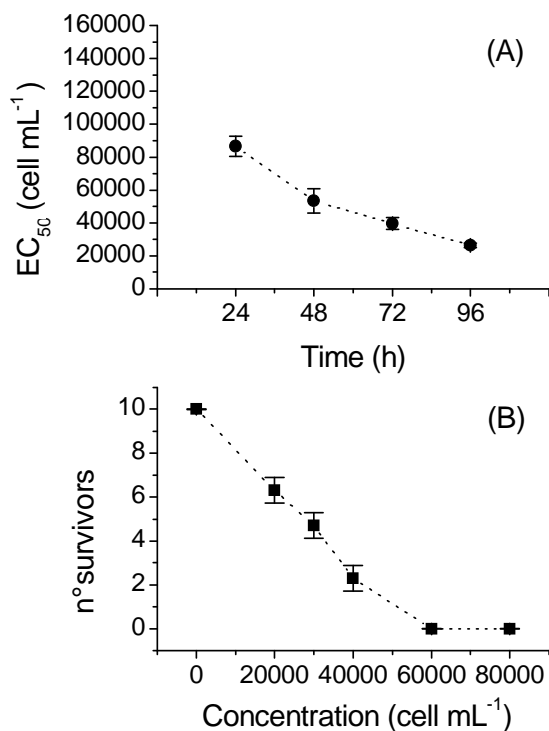 (A)
EC50 (cell mL-1)
160000
140000
120000
100000
80000
60000
40000
20000
0
24 48 72 96
Time (h)
(B)
n° survivors
10
8
6
4
2
0
0 20000 40000 60000 80000
Concentration (cell mL-1)